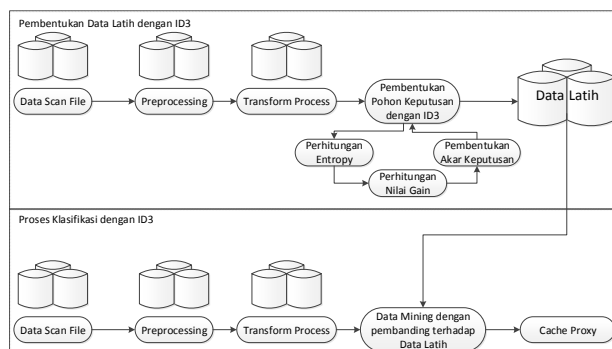 Pembentukan Data Latih dengan ID3
Data Scan File
Preprocessing
Transform Process
Pembentukan
Pohon Keputusan
dengan ID3
Data Latih
Perhitungan
Entropy
Pembentukan
Akar Keputusan
Perhitungan
Nilai Gain
Proses Klasifikasi dengan ID3
Data Scan File
Preprocessing
Transform Process
Data Mining dengan
pembanding terhadap
Data Latih
Cache Proxy